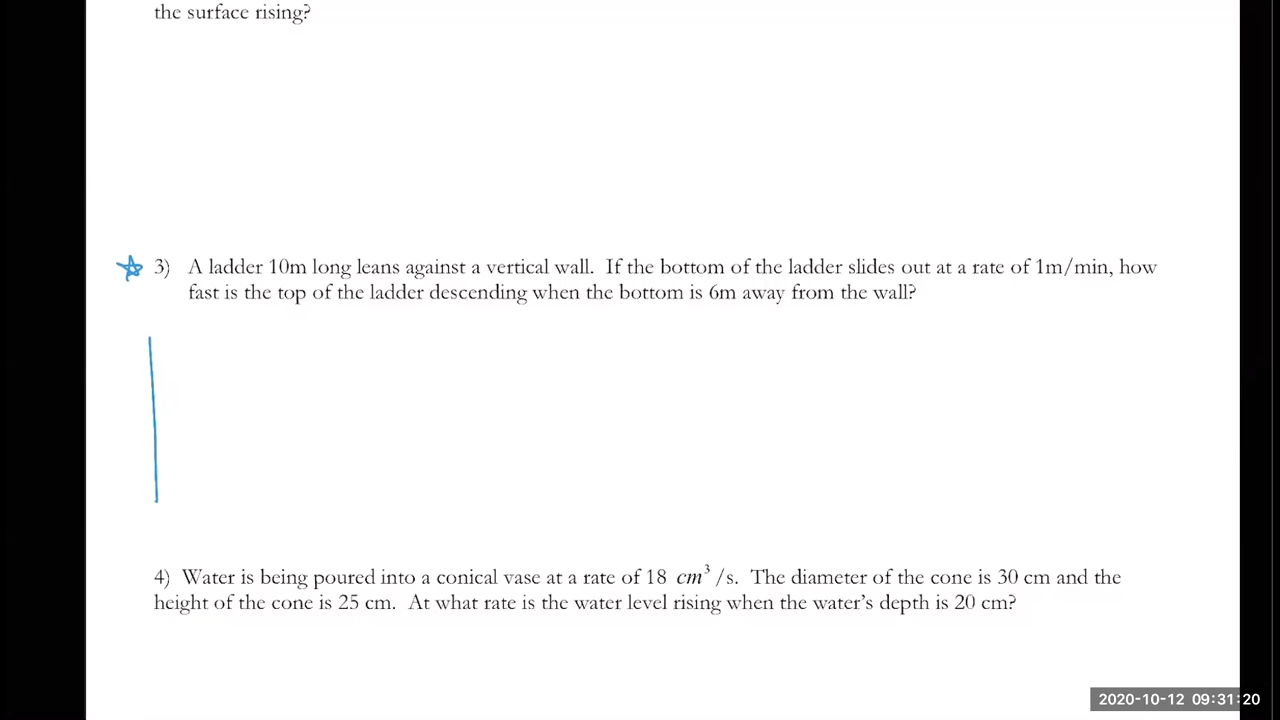 the surface rising?
3) A ladder 10m long leans against a vertical wall. If the bottom of the ladder slides out at a rate of 1m/min, how
fast is the top of the ladder descending when the bottom is 6m away from the wall?
4) Water is being poured into a conical vase at a rate of 18 cm³/s. The diameter of the cone is 30 cm and the
height of the cone is 25 cm. At what rate is the water level rising when the water's depth is 20 cm?
2020-10-12 09:31:20